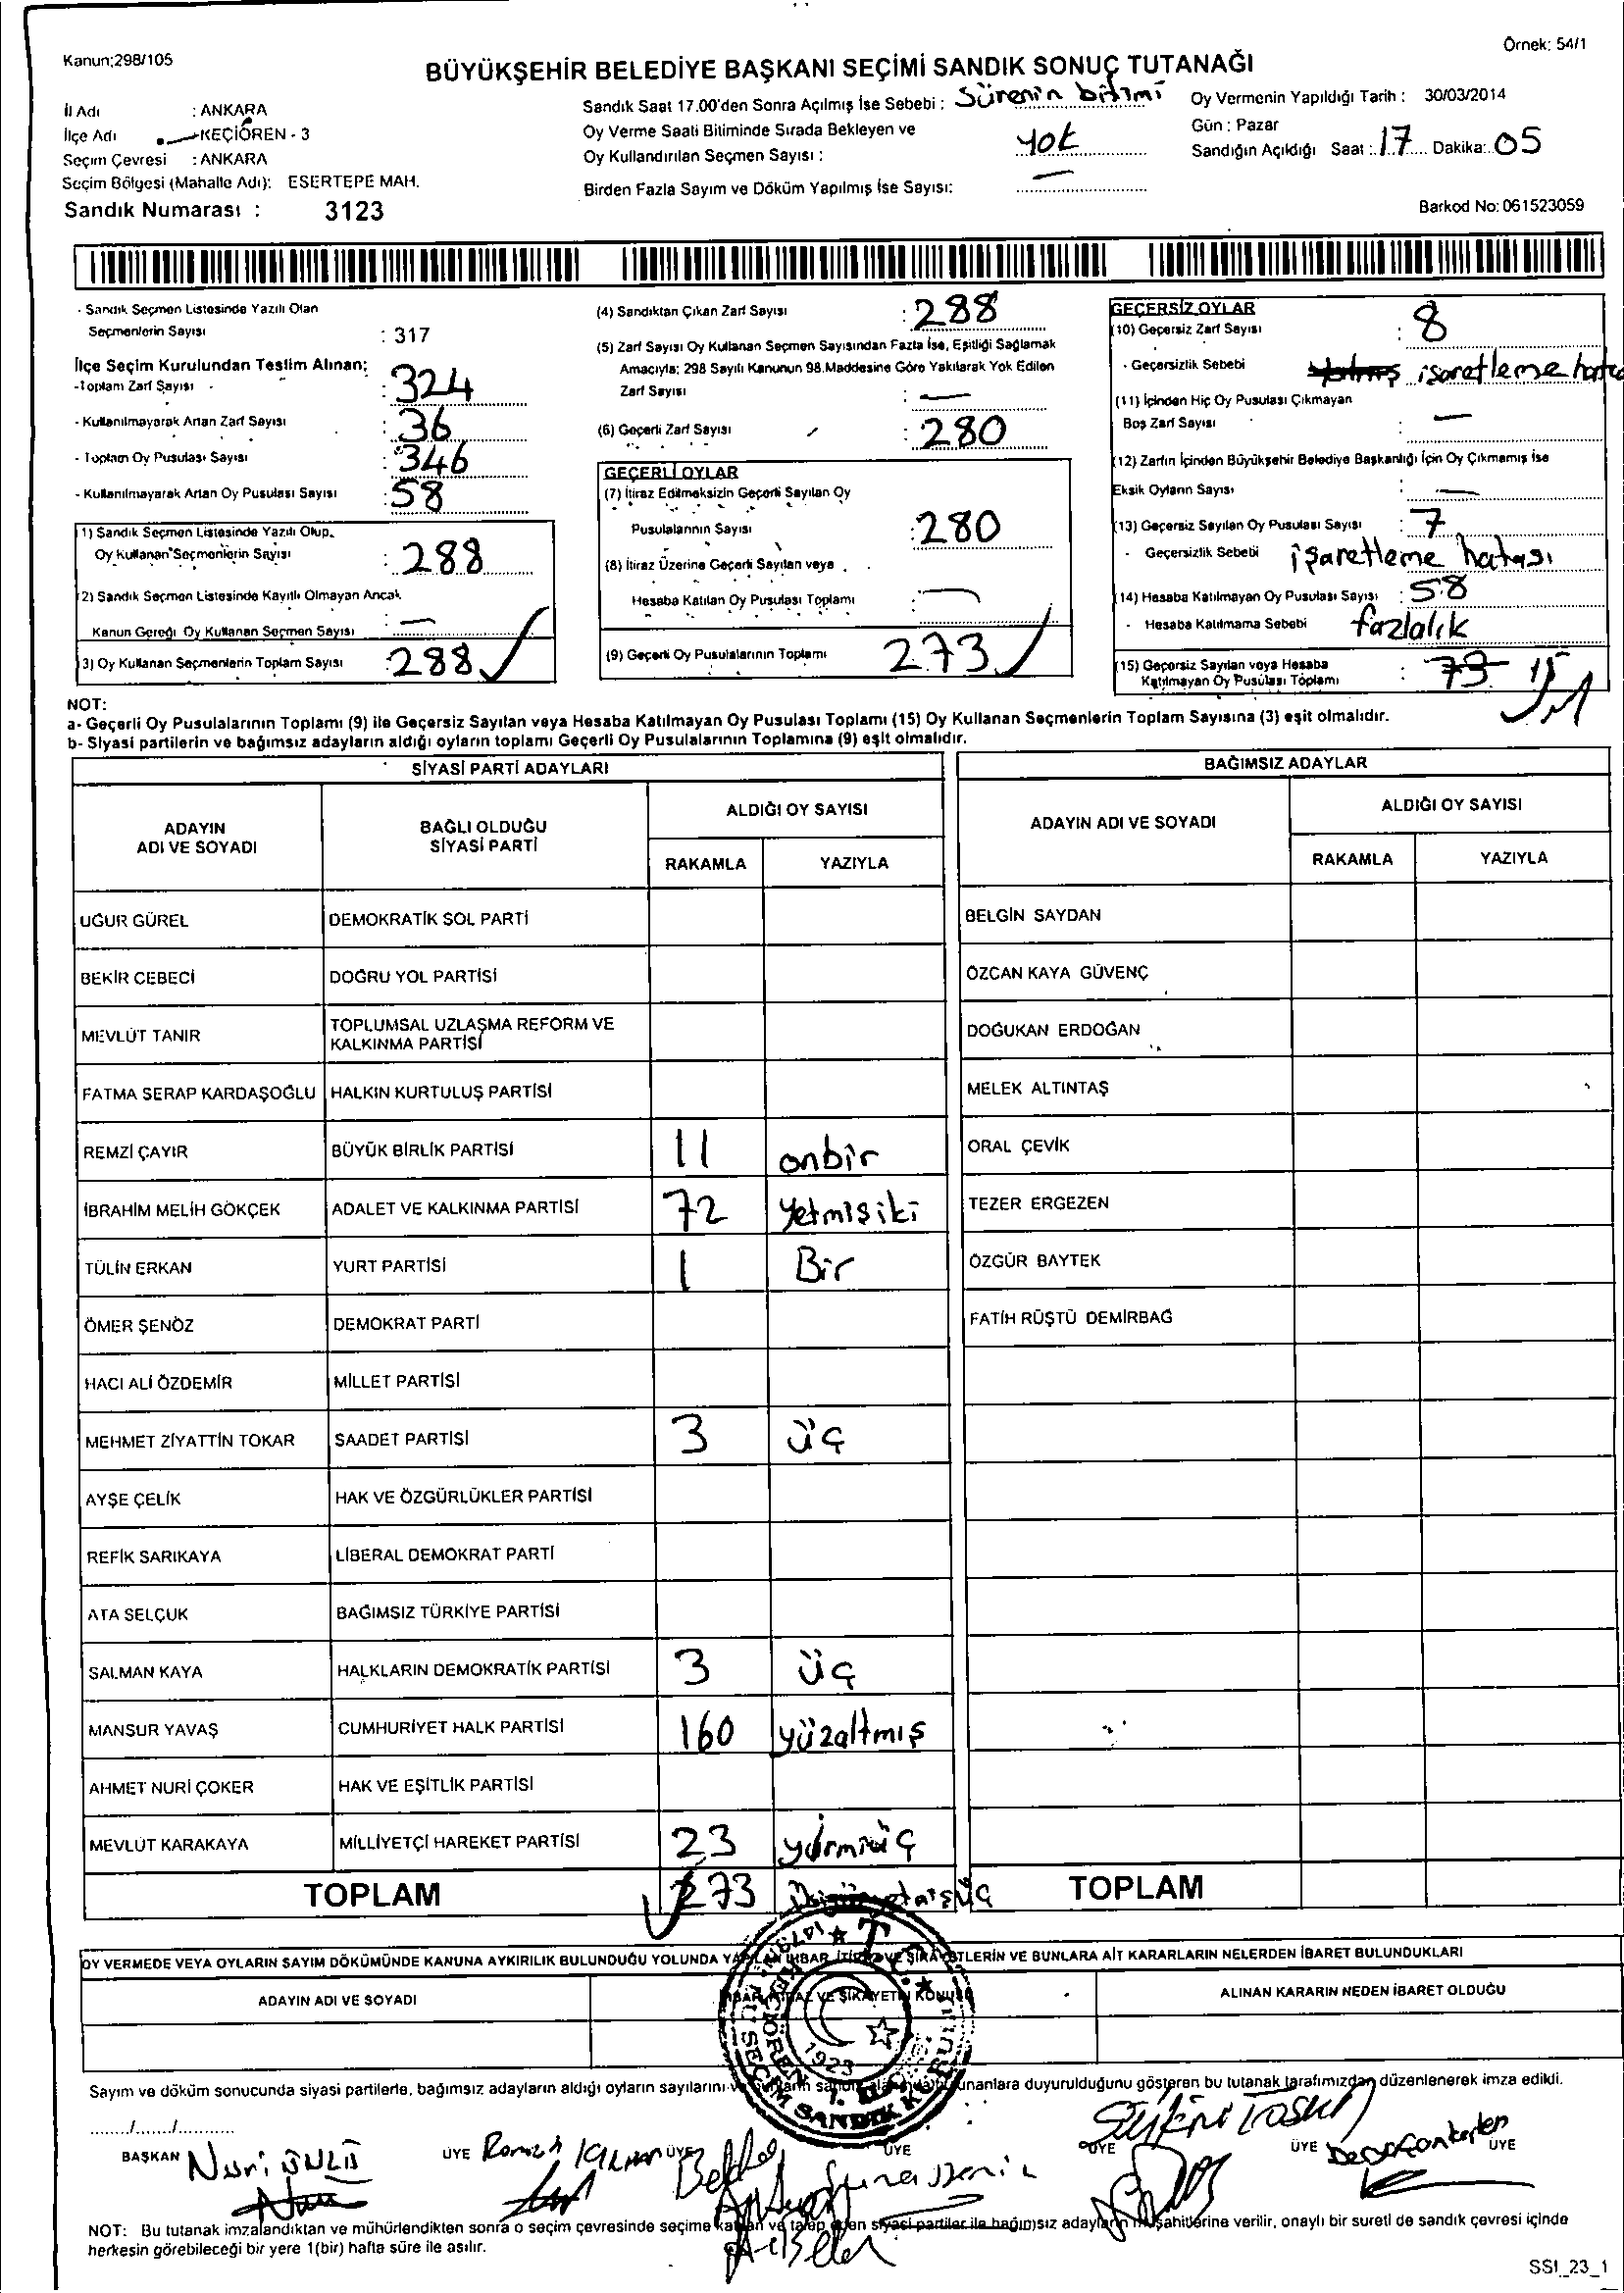 Kanun;298/105
Örnek: 54/1
BÜYÜKŞEHİR BELEDİYE BAŞKANI SEÇİMİ SANDIK SONUÇ TUTANAĞI
İl Adı : ANKARA
İlçe Adı KEÇİÖREN - 3
Seçim Çevresi : ANKARA
Seçim Bölgesi (Mahalle Adı): ESERTEPE MAH.
Sandık Numarası : 3123
Sandık Saat 17.00'den Sonra Açılmış İse Sebebi : Sürenin bitimi
Oy Verme Saati Bitiminde Sırada Bekleyen ve
Oy Kullandırılan Seçmen Sayısı : yok
Birden Fazla Sayım ve Döküm Yapılmış İse Sayısı: —
Oy Vermenin Yapıldığı Tarih : 30/03/2014
Gün : Pazar
Sandığın Açıldığı Saat : 17 Dakika: 05
Barkod No: 061523059
- Sandık Seçmen Listesinde Yazılı Olan
Seçmenlerin Sayısı : 317
İlçe Seçim Kurulundan Teslim Alınan;
-Toplam Zarf Sayısı : 324
- Kullanılmayarak Artan Zarf Sayısı : 36
- Toplam Oy Pusulası Sayısı : 346
- Kullanılmayarak Artan Oy Pusulası Sayısı : 58
1) Sandık Seçmen Listesinde Yazılı Olup,
Oy Kullanan Seçmenlerin Sayısı : 288
2) Sandık Seçmen Listesinde Kayıtlı Olmayan Ancak
Kanun Gereği Oy Kullanan Seçmen Sayısı : —
3) Oy Kullanan Seçmenlerin Toplam Sayısı : 288
(4) Sandıktan Çıkan Zarf Sayısı : 288
(5) Zarf Sayısı Oy Kullanan Seçmen Sayısından Fazla İse, Eşitliği Sağlamak
Amacıyla; 298 Sayılı Kanunun 98.Maddesine Göre Yakılarak Yok Edilen
Zarf Sayısı : —
(6) Geçerli Zarf Sayısı : 280
GEÇERLİ OYLAR
(7) İtiraz Edilmeksizin Geçerli Sayılan Oy
Pusulalarının Sayısı : 280
(8) İtiraz Üzerine Geçerli Sayılan veya
Hesaba Katılan Oy Pusulası Toplamı : —
(9) Geçerli Oy Pusulalarının Toplamı 273
GEÇERSİZ OYLAR
(10) Geçersiz Zarf Sayısı : 8
- Geçersizlik Sebebi işaretleme hatası
(11) İçinden Hiç Oy Pusulası Çıkmayan
Boş Zarf Sayısı : —
(12) Zarfın İçinden Büyükşehir Belediye Başkanlığı İçin Oy Çıkmamış İse
Eksik Oyların Sayısı : —
(13) Geçersiz Sayılan Oy Pusulası Sayısı : 7
- Geçersizlik Sebebi işaretleme hatası
(14) Hesaba Katılmayan Oy Pusulası Sayısı : 58
- Hesaba Katılmama Sebebi fazlalık
(15) Geçersiz Sayılan veya Hesaba
Katılmayan Oy Pusulası Toplamı : 73 15
NOT:
a- Geçerli Oy Pusulalarının Toplamı (9) ile Geçersiz Sayılan veya Hesaba Katılmayan Oy Pusulası Toplamı (15) Oy Kullanan Seçmenlerin Toplam Sayısına (3) eşit olmalıdır.
b- Siyasi partilerin ve bağımsız adayların aldığı oyların toplamı Geçerli Oy Pusulalarının Toplamına (9) eşit olmalıdır.
SİYASİ PARTİ ADAYLARI
ADAYIN
ADI VE SOYADI
BAĞLI OLDUĞU
SİYASİ PARTİ
ALDIĞI OY SAYISI
RAKAMLA YAZIYLA
UĞUR GÜREL DEMOKRATİK SOL PARTİ
BEKİR CEBECİ DOĞRU YOL PARTİSİ
MEVLÜT TANIR TOPLUMSAL UZLAŞMA REFORM VE
KALKINMA PARTİSİ
FATMA SERAP KARDAŞOĞLU HALKIN KURTULUŞ PARTİSİ
REMZİ ÇAYIR BÜYÜK BİRLİK PARTİSİ 11 onbir
İBRAHİM MELİH GÖKÇEK ADALET VE KALKINMA PARTİSİ 72 yetmişiki
TÜLİN ERKAN YURT PARTİSİ 1 Bir
ÖMER ŞENÖZ DEMOKRAT PARTİ
HACI ALİ ÖZDEMİR MİLLET PARTİSİ
MEHMET ZİYATTİN TOKAR SAADET PARTİSİ 3 üç
AYŞE ÇELİK HAK VE ÖZGÜRLÜKLER PARTİSİ
REFİK SARIKAYA LİBERAL DEMOKRAT PARTİ
ATA SELÇUK BAĞIMSIZ TÜRKİYE PARTİSİ
SALMAN KAYA HALKLARIN DEMOKRATİK PARTİSİ 3 üç
MANSUR YAVAŞ CUMHURİYET HALK PARTİSİ 160 yüzaltmış
AHMET NURİ ÇOKER HAK VE EŞİTLİK PARTİSİ
MEVLÜT KARAKAYA MİLLİYETÇİ HAREKET PARTİSİ 23 yirmiüç
TOPLAM 273
BAĞIMSIZ ADAYLAR
ADAYIN ADI VE SOYADI
ALDIĞI OY SAYISI
RAKAMLA YAZIYLA
BELGİN SAYDAN
ÖZCAN KAYA GÜVENÇ
DOĞUKAN ERDOĞAN
MELEK ALTINTAŞ
ORAL ÇEVİK
TEZER ERGEZEN
ÖZGÜR BAYTEK
FATİH RÜŞTÜ DEMİRBAĞ
TOPLAM
OY VERMEDE VEYA OYLARIN SAYIM DÖKÜMÜNDE KANUNA AYKIRILIK BULUNDUĞU YOLUNDA YAPILAN İHBAR İTİRAZ VE ŞİKAYETLERİN VE BUNLARA AİT KARARLARIN NELERDEN İBARET BULUNDUKLARI
ADAYIN ADI VE SOYADI İHBAR İTİRAZ VE ŞİKAYETİN KONUSU ALINAN KARARIN NEDEN İBARET OLDUĞU
1923
Sayım ve döküm sonucunda siyasi partilerle, bağımsız adayların aldığı oyların sayılarını duyurulduğunu gösteren bu tutanak tarafımızdan düzenlenerek imza edildi.
...../...../..........
BAŞKAN Nuri ÜNLÜ ÜYE Ramazan ÜYE ÜYE ÜYE ÜYE ÜYE
NOT: Bu tutanak imzalandıktan ve mühürlendikten sonra o seçim çevresinde seçime katılan ve talep eden siyasi partiler ile bağımsız adayların müşahitlerine verilir, onaylı bir sureti de sandık çevresi içinde
herkesin görebileceği bir yere 1(bir) hafta süre ile asılır.
SSI_23_1